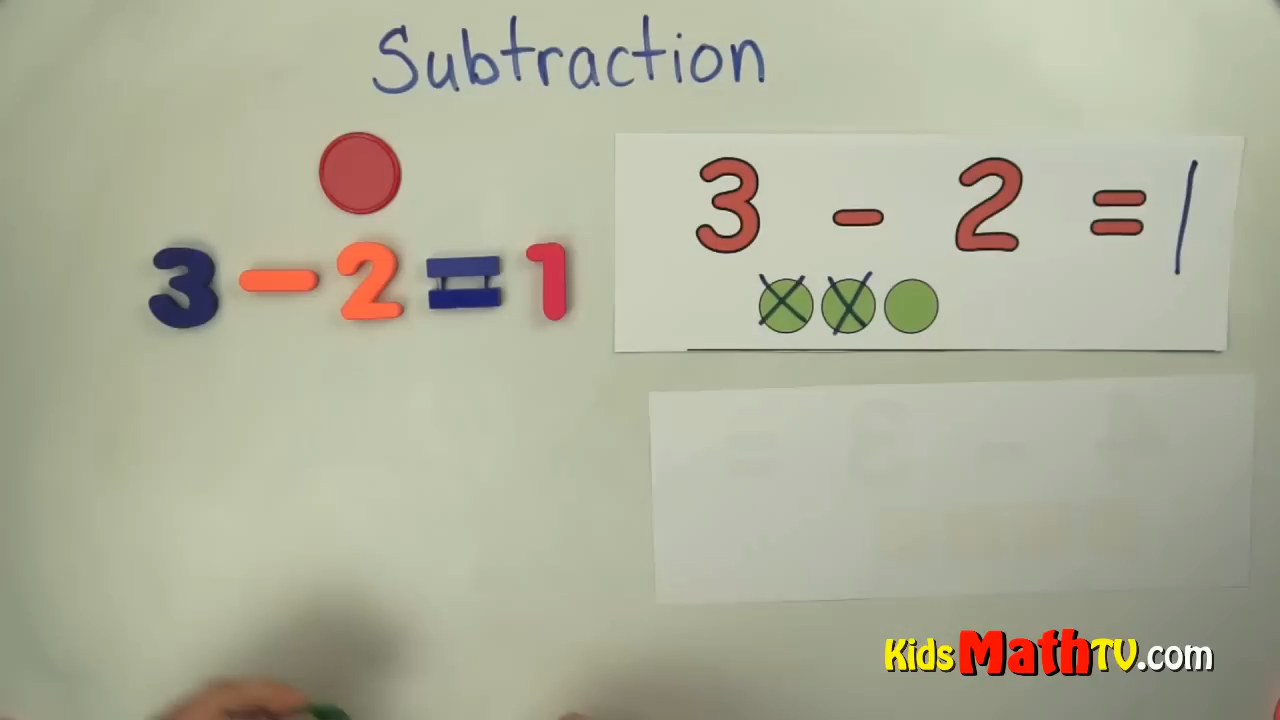 Subtraction
3 - 2 = 1
3 - 2 = 1
KidsMathTV.com